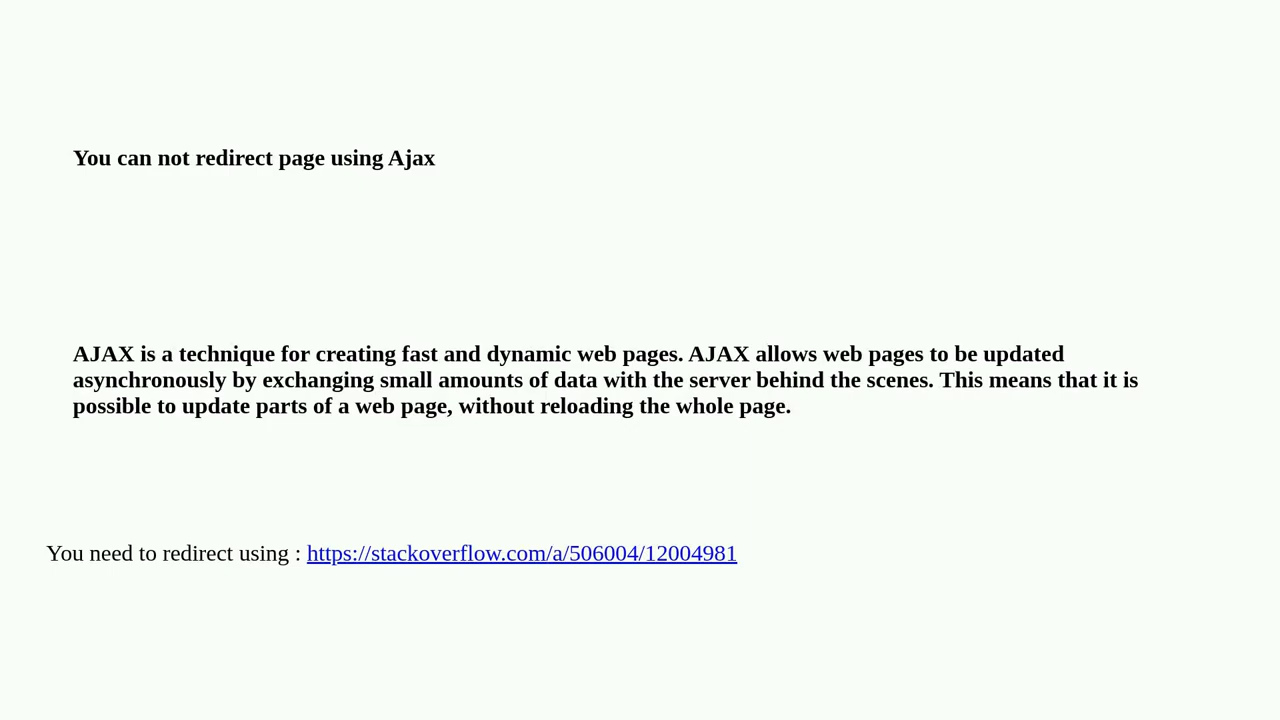 You can not redirect page using Ajax
AJAX is a technique for creating fast and dynamic web pages. AJAX allows web pages to be updated
asynchronously by exchanging small amounts of data with the server behind the scenes. This means that it is
possible to update parts of a web page, without reloading the whole page.
You need to redirect using : https://stackoverflow.com/a/506004/12004981